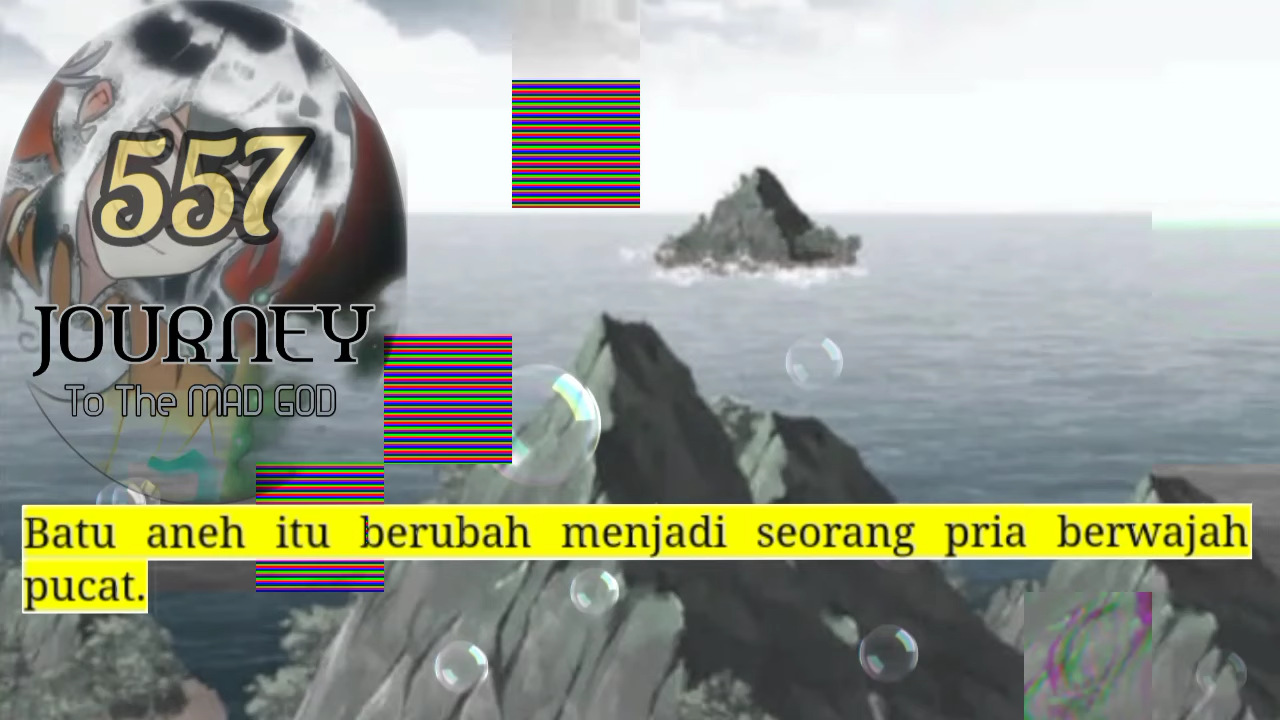 557
JOURNEY
To The MAD GOD
Batu aneh itu berubah menjadi seorang pria berwajah
pucat.